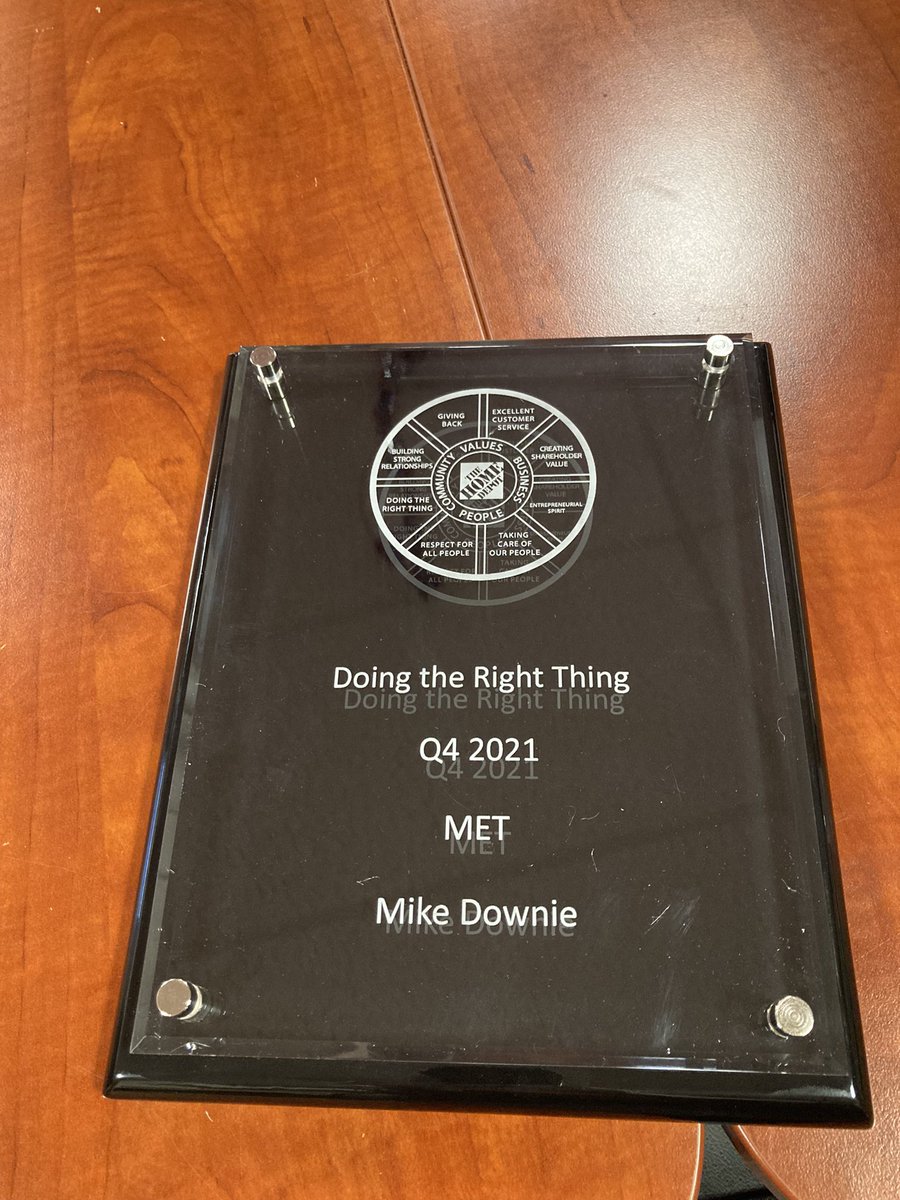 GIVING
BACK
EXCELLENT
CUSTOMER
SERVICE
CREATING
SHAREHOLDER
VALUE
ENTREPRENEURIAL
SPIRIT
TAKING
CARE OF
OUR PEOPLE
RESPECT FOR
ALL PEOPLE
DOING THE
RIGHT THING
BUILDING
STRONG
RELATIONSHIPS
COMMUNITY VALUES BUSINESS PEOPLE
THE
HOME
DEPOT
Doing the Right Thing
Q4 2021
MET
Mike Downie